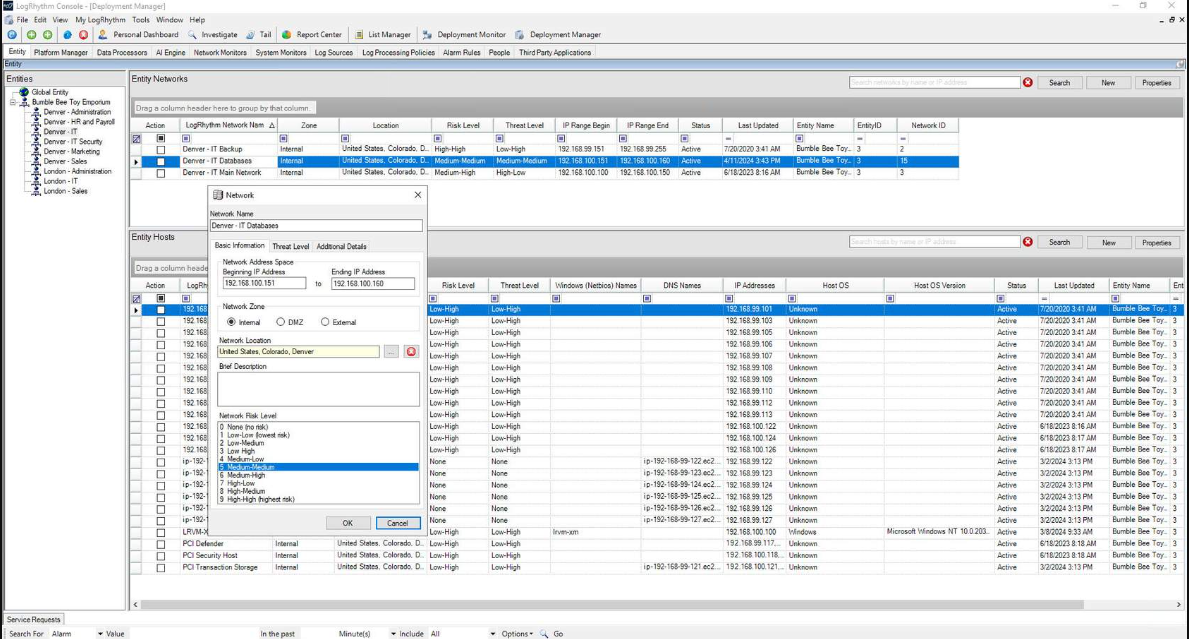 LogRhythm Console - [Deployment Manager]
File Edit View My LogRhythm Tools Window Help
Personal Dashboard Investigate Tail Report Center List Manager Deployment Monitor Deployment Manager
Entity Platform Manager Data Processors AI Engine Network Monitors System Monitors Log Sources Log Processing Policies Alarm Rules People Third Party Applications
Entity
Entities
Global Entity
Bumble Bee Toy Emporium
Denver - Administration
Denver - HR and Payroll
Denver - IT
Denver - IT Security
Denver - Marketing
Denver - Sales
London - Administration
London - IT
London - Sales
Entity Networks
Search networks by name or IP address Search New Properties
Drag a column header here to group by that column.
Action LogRhythm Network Nam Zone Location Risk Level Threat Level IP Range Begin IP Range End Status Last Updated Entity Name EntityID Network ID
Denver - IT Backup Internal United States, Colorado, D... High-High Low-High 192.168.99.151 192.168.99.255 Active 7/20/2020 3:41 AM Bumble Bee Toy... 3 2
Denver - IT Databases Internal United States, Colorado, D... Medium-Medium Medium-Medium 192.168.100.151 192.168.100.160 Active 4/11/2024 3:43 PM Bumble Bee Toy... 3 15
Denver - IT Main Network Internal United States, Colorado, D... Medium-High High-Low 192.168.100.100 192.168.100.150 Active 6/18/2023 8:16 AM Bumble Bee Toy... 3 3
Network
Network Name
Denver - IT Databases
Basic Information Threat Level Additional Details
Network Address Space
Beginning IP Address Ending IP Address
192.168.100.151 to 192.168.100.160
Network Zone
Internal DMZ External
Network Location
United States, Colorado, Denver ...
Brief Description
Network Risk Level
0 None (no risk)
1 Low-Low (lowest risk)
2 Low-Medium
3 Low High
4 Medium-Low
5 Medium-Medium
6 Medium-High
7 High-Low
8 High-Medium
9 High-High (highest risk)
OK Cancel
Entity Hosts
Search hosts by name or IP address Search New Properties
Drag a column heade
Action LogRh Risk Level Threat Level Windows (Netbios) Names DNS Names IP Addresses Host OS Host OS Version Status Last Updated Entity Name Ent
192.168 Low-High Low-High 192.168.99.101 Unknown Active 7/20/2020 3:41 AM Bumble Bee Toy... 3
192.168 Low-High Low-High 192.168.99.103 Unknown Active 7/20/2020 3:41 AM Bumble Bee Toy... 3
192.168 Low-High Low-High 192.168.99.105 Unknown Active 7/20/2020 3:41 AM Bumble Bee Toy... 3
192.168 Low-High Low-High 192.168.99.106 Unknown Active 7/20/2020 3:41 AM Bumble Bee Toy... 3
192.168 Low-High Low-High 192.168.99.107 Unknown Active 7/20/2020 3:41 AM Bumble Bee Toy... 3
192.168 Low-High Low-High 192.168.99.108 Unknown Active 7/20/2020 3:41 AM Bumble Bee Toy... 3
192.168 Low-High Low-High 192.168.99.109 Unknown Active 7/20/2020 3:41 AM Bumble Bee Toy... 3
192.168 Low-High Low-High 192.168.99.110 Unknown Active 7/20/2020 3:41 AM Bumble Bee Toy... 3
192.168 Low-High Low-High 192.168.99.112 Unknown Active 7/20/2020 3:41 AM Bumble Bee Toy... 3
192.168 Low-High Low-High 192.168.99.113 Unknown Active 7/20/2020 3:41 AM Bumble Bee Toy... 3
192.168 Low-High Low-High 192.168.100.122 Unknown Active 6/18/2023 8:16 AM Bumble Bee Toy... 3
192.168 Low-High Low-High 192.168.100.124 Unknown Active 6/18/2023 8:17 AM Bumble Bee Toy... 3
192.168 Low-High Low-High 192.168.100.126 Unknown Active 6/18/2023 8:17 AM Bumble Bee Toy... 3
ip-192-1 None None ip-192-168-99-122.ec2... 192.168.99.122 Unknown Active 3/2/2024 3:13 PM Bumble Bee Toy... 3
ip-192-1 None None ip-192-168-99-123.ec2... 192.168.99.123 Unknown Active 3/2/2024 3:13 PM Bumble Bee Toy... 3
ip-192-1 None None ip-192-168-99-124.ec2... 192.168.99.124 Unknown Active 3/2/2024 3:13 PM Bumble Bee Toy... 3
ip-192-1 None None ip-192-168-99-125.ec2... 192.168.99.125 Unknown Active 3/2/2024 3:13 PM Bumble Bee Toy... 3
ip-192-1 None None ip-192-168-99-126.ec2... 192.168.99.126 Unknown Active 3/2/2024 3:13 PM Bumble Bee Toy... 3
ip-192-1 None None ip-192-168-99-127.ec2... 192.168.99.127 Unknown Active 3/2/2024 3:13 PM Bumble Bee Toy... 3
LRVM-X Low-High Low-High lrvm-xm 192.168.100.100 Windows Microsoft Windows NT 10.0.203... Active 3/8/2024 9:33 AM Bumble Bee Toy... 3
PCI Defender Internal United States, Colorado, D... Low-High Low-High 192.168.99.117,... Unknown Active 6/18/2023 8:18 AM Bumble Bee Toy... 3
PCI Security Host Internal United States, Colorado, D... Low-High Low-High 192.168.100.118,... Unknown Active 6/18/2023 8:18 AM Bumble Bee Toy... 3
PCI Transaction Storage Internal United States, Colorado, D... Low-High Low-High ip-192-168-99-121.ec2... 192.168.100.121,... Unknown Active 3/2/2024 3:13 PM Bumble Bee Toy... 3
Service Requests
Search For Alarm Value In the past Minute(s) Include All Options Go